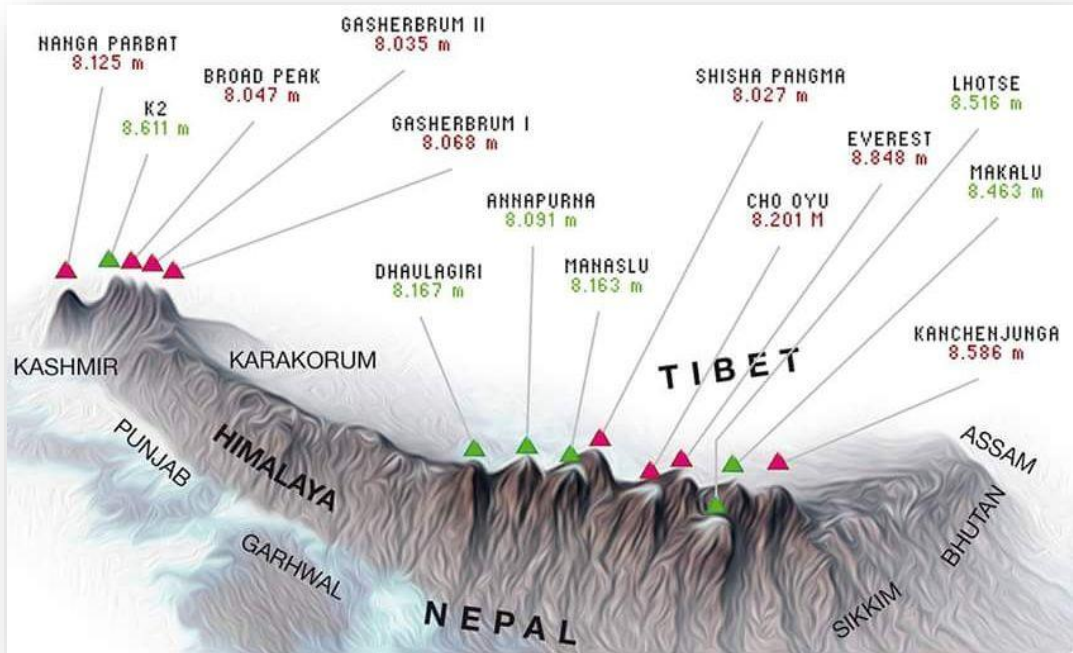 GASHERBRUM II
8.035 m
NANGA PARBAT
8.125 m
BROAD PEAK
8.047 m
SHISHA PANGMA
8.027 m
LHOTSE
8.516 m
K2
8.611 m
GASHERBRUM I
8.068 m
EVEREST
8.848 m
MAKALU
8.463 m
ANNAPURNA
8.091 m
CHO OYU
8.201 M
DHAULAGIRI
8.167 m
MANASLU
8.163 m
KANCHENJUNGA
8.586 m
KASHMIR
KARAKORUM
TIBET
PUNJAB
HIMALAYA
ASSAM
GARHWAL
BHUTAN
NEPAL
SIKKIM